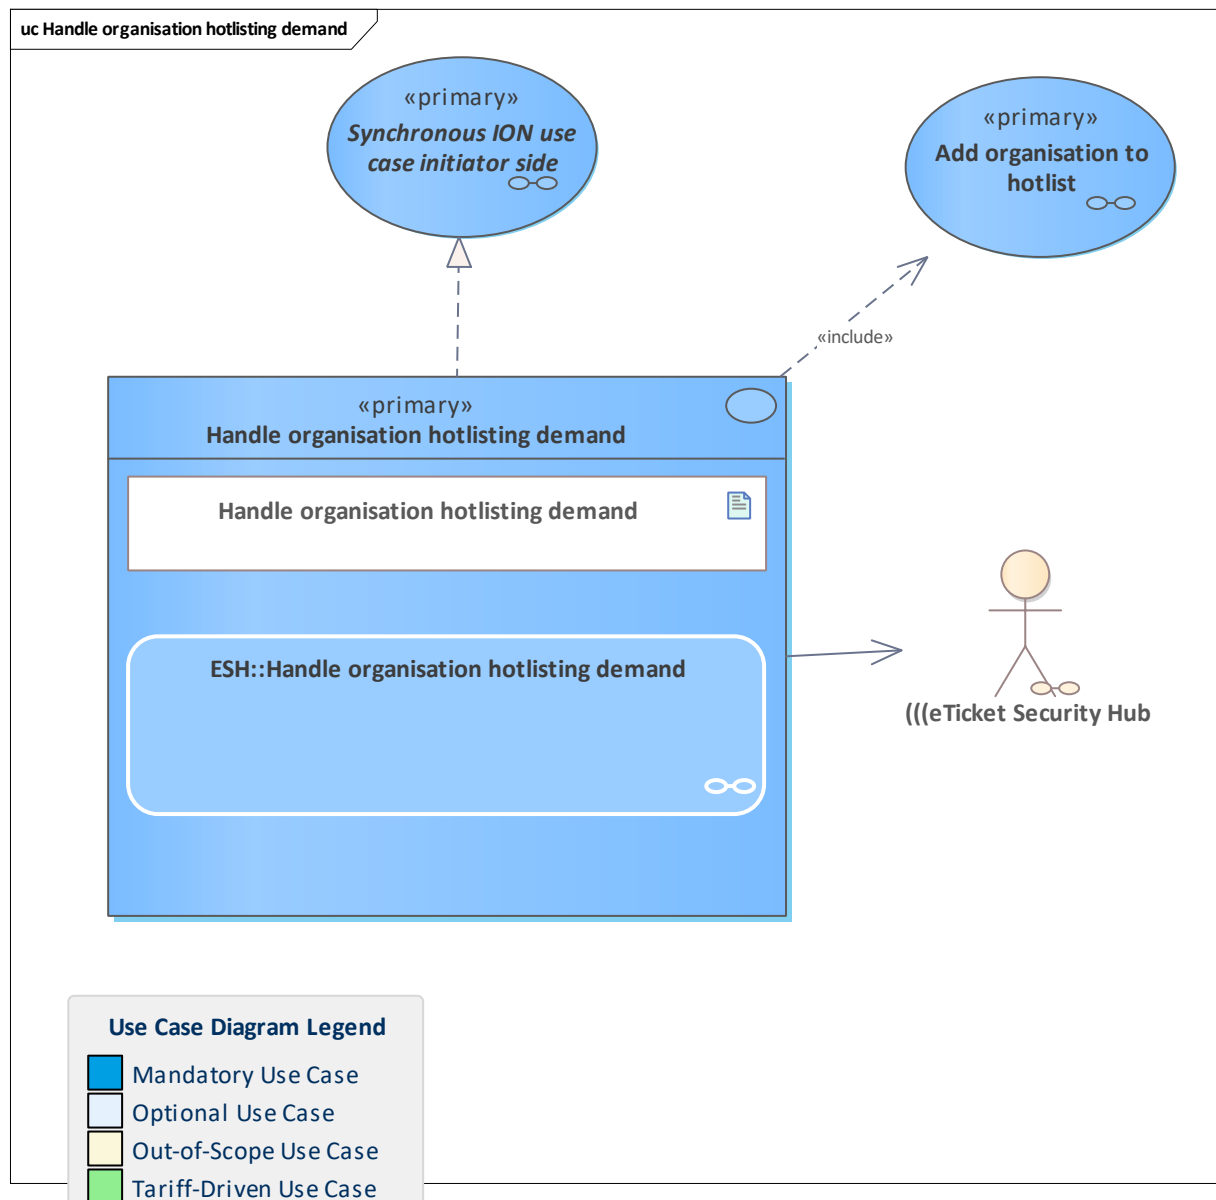 uc Handle organisation hotlisting demand
«primary»
Synchronous ION use
case initiator side
«primary»
Add organisation to
hotlist
«include»
«primary»
Handle organisation hotlisting demand
Handle organisation hotlisting demand
ESH::Handle organisation hotlisting demand
(((eTicket Security Hub
Use Case Diagram Legend
Mandatory Use Case
Optional Use Case
Out-of-Scope Use Case
Tariff-Driven Use Case